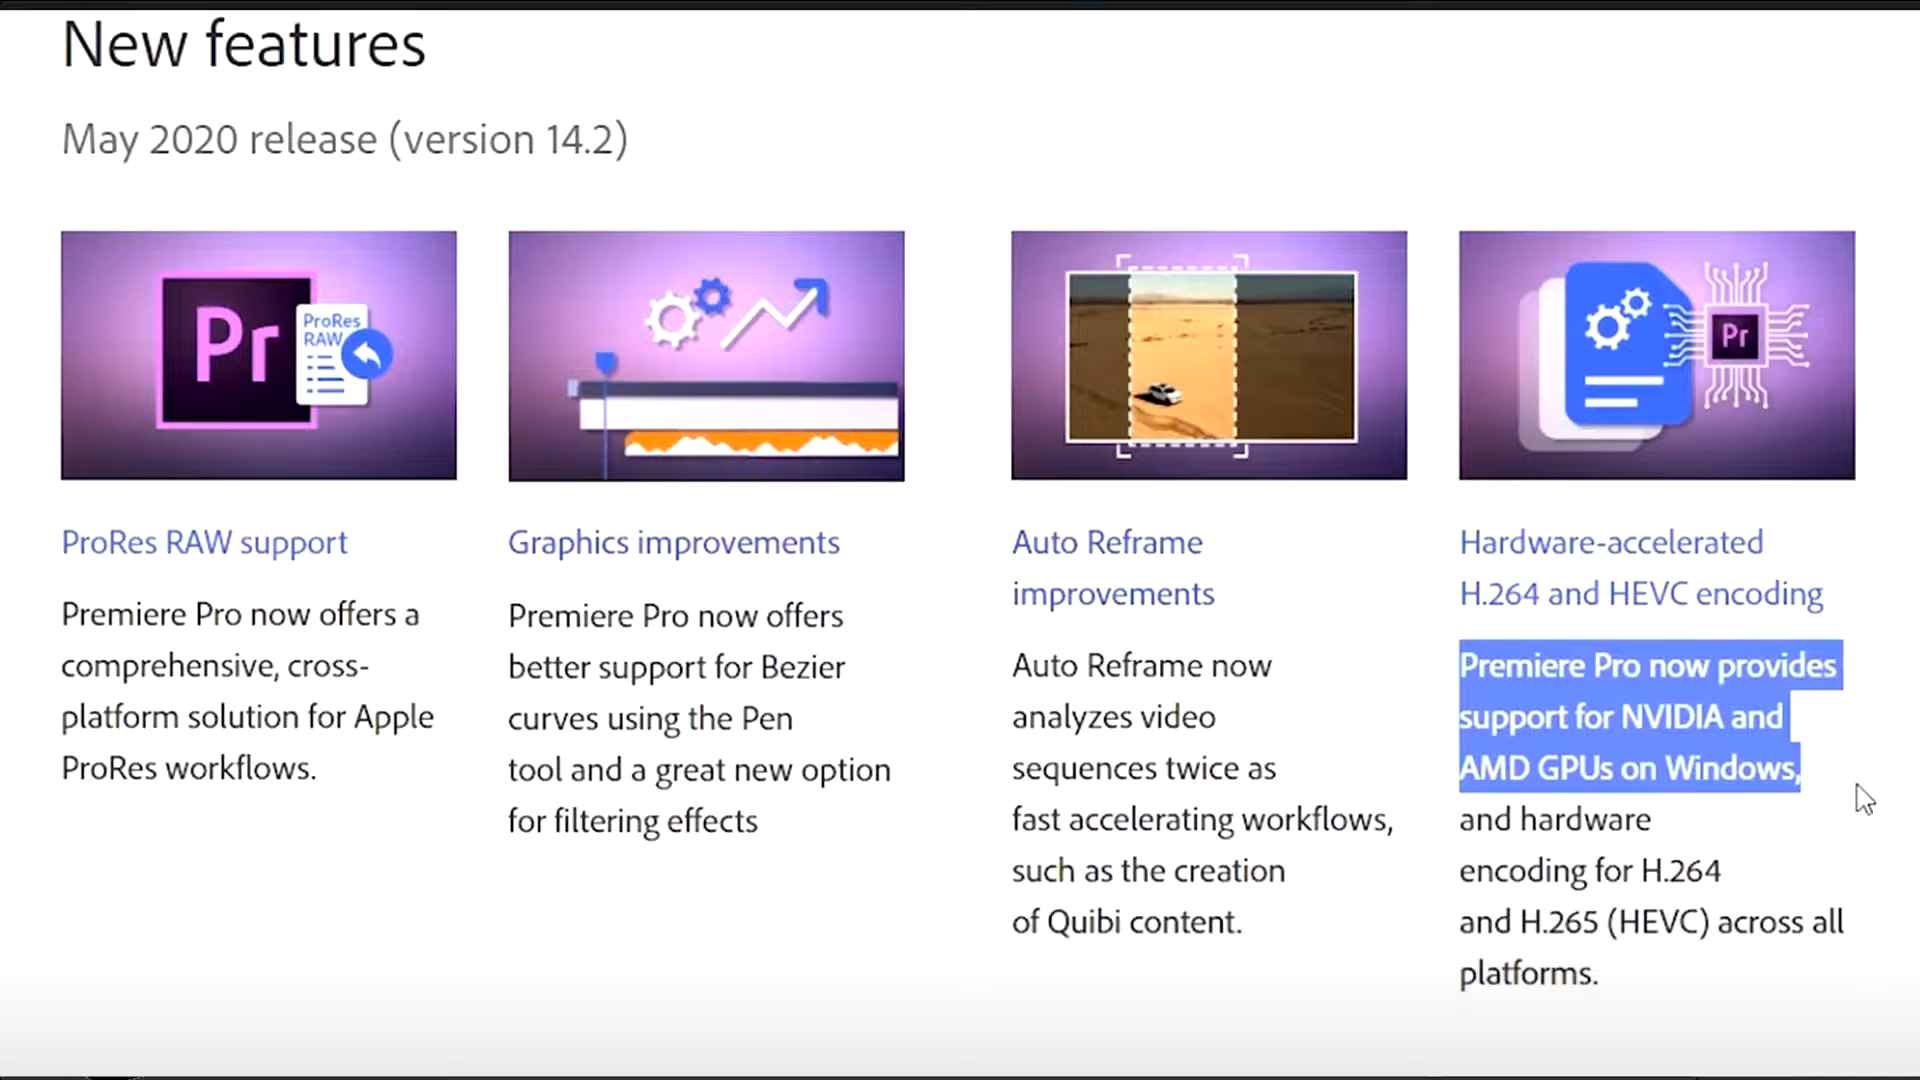 New features
May 2020 release (version 14.2)
Pr
ProRes
RAW
Pr
ProRes RAW support
Premiere Pro now offers a
comprehensive, cross-
platform solution for Apple
ProRes workflows.
Graphics improvements
Premiere Pro now offers
better support for Bezier
curves using the Pen
tool and a great new option
for filtering effects
Auto Reframe
improvements
Auto Reframe now
analyzes video
sequences twice as
fast accelerating workflows,
such as the creation
of Quibi content.
Hardware-accelerated
H.264 and HEVC encoding
Premiere Pro now provides
support for NVIDIA and
AMD GPUs on Windows,
and hardware
encoding for H.264
and H.265 (HEVC) across all
platforms.